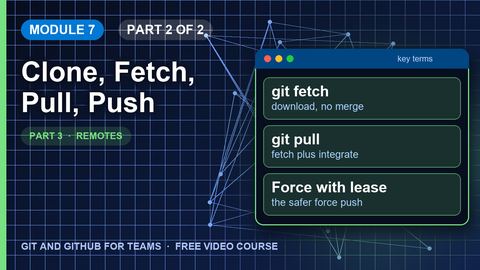 MODULE 7
PART 2 OF 2
Clone, Fetch,
Pull, Push
PART 3 · REMOTES
key terms
git fetch
download, no merge
git pull
fetch plus integrate
Force with lease
the safer force push
GIT AND GITHUB FOR TEAMS · FREE VIDEO COURSE